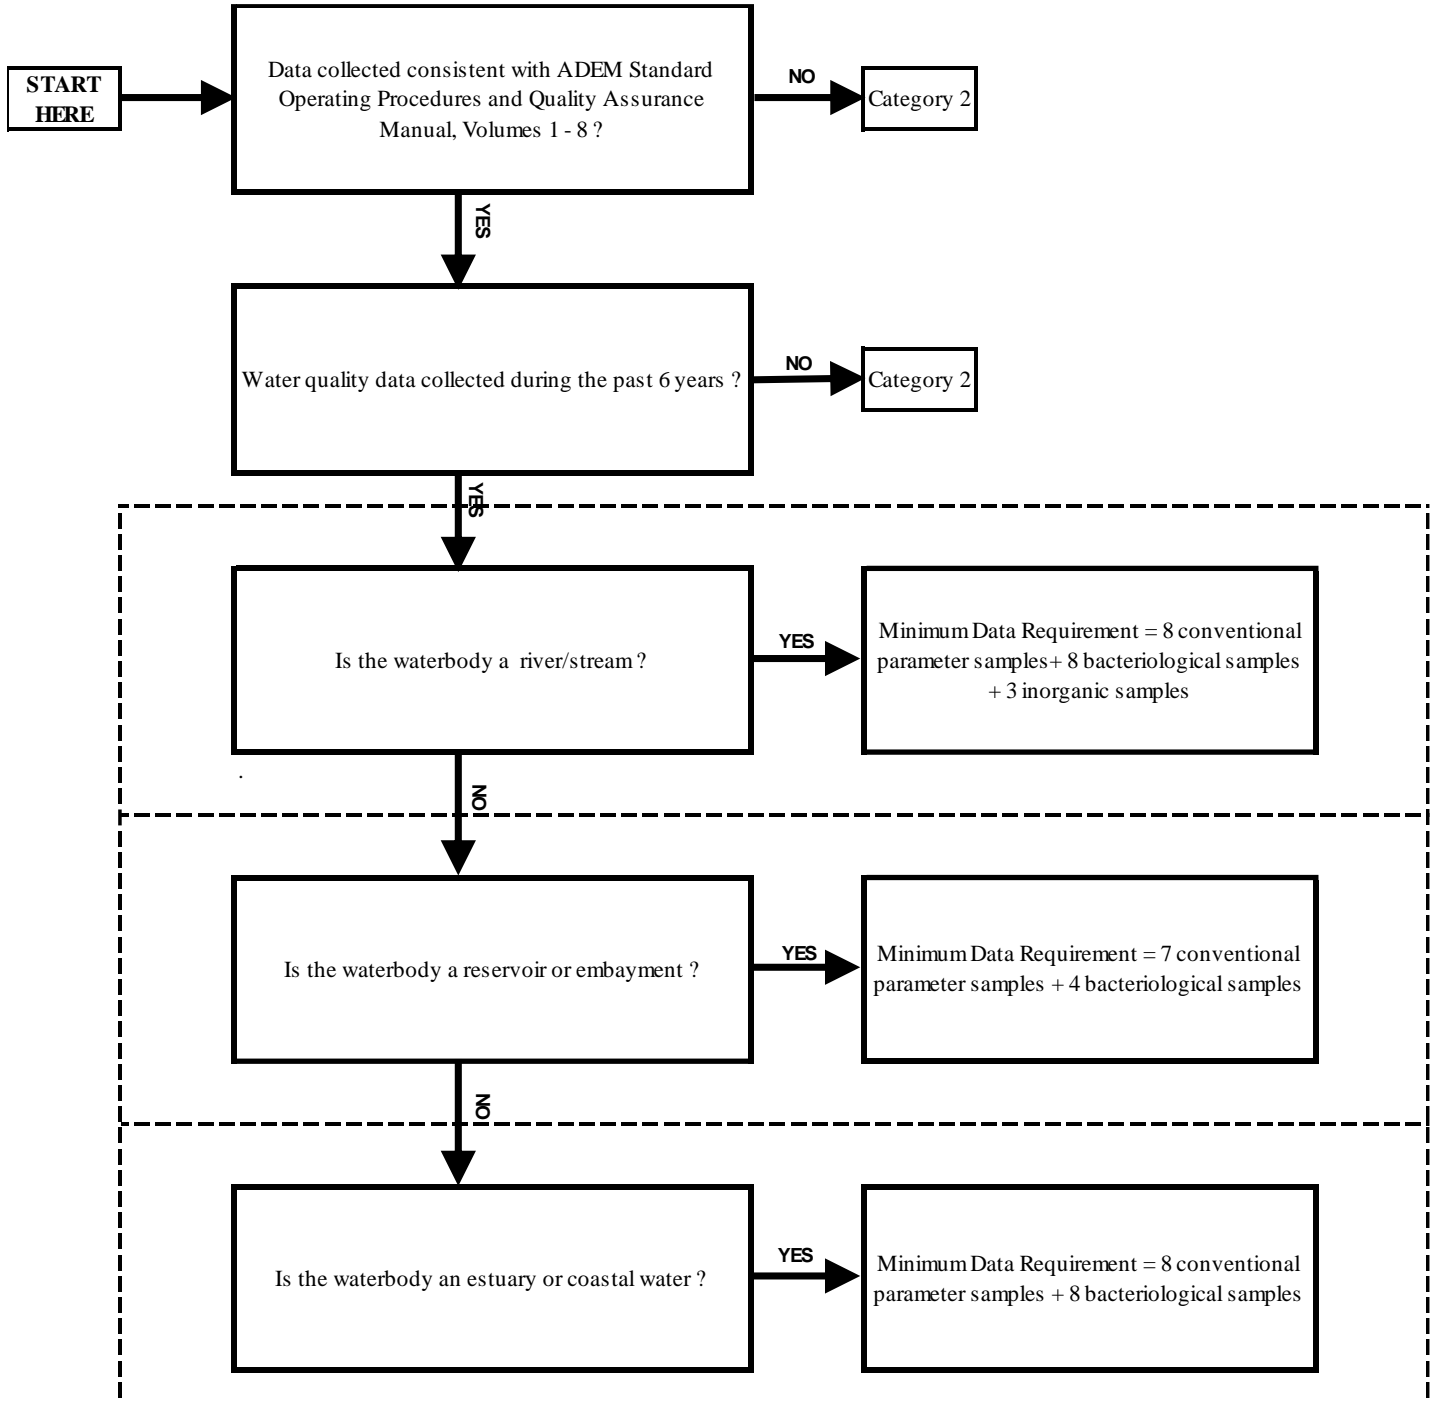 START
HERE
Data collected consistent with ADEM Standard
Operating Procedures and Quality Assurance
Manual, Volumes 1 - 8 ?
NO
Category 2
YES
Water quality data collected during the past 6 years ?
NO
Category 2
YES
Is the waterbody a river/stream ?
YES
Minimum Data Requirement = 8 conventional
parameter samples+ 8 bacteriological samples
+ 3 inorganic samples
.
NO
Is the waterbody a reservoir or embayment ?
YES
Minimum Data Requirement = 7 conventional
parameter samples + 4 bacteriological samples
NO
Is the waterbody an estuary or coastal water ?
YES
Minimum Data Requirement = 8 conventional
parameter samples + 8 bacteriological samples